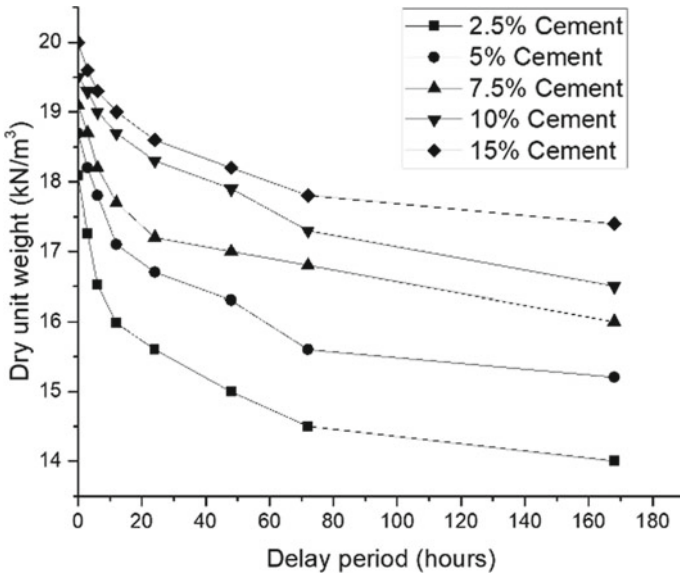 2.5% Cement
5% Cement
7.5% Cement
10% Cement
15% Cement
Dry unit weight (kN/m³)
20
19
18
17
16
15
14
0 20 40 60 80 100 120 140 160 180
Delay period (hours)